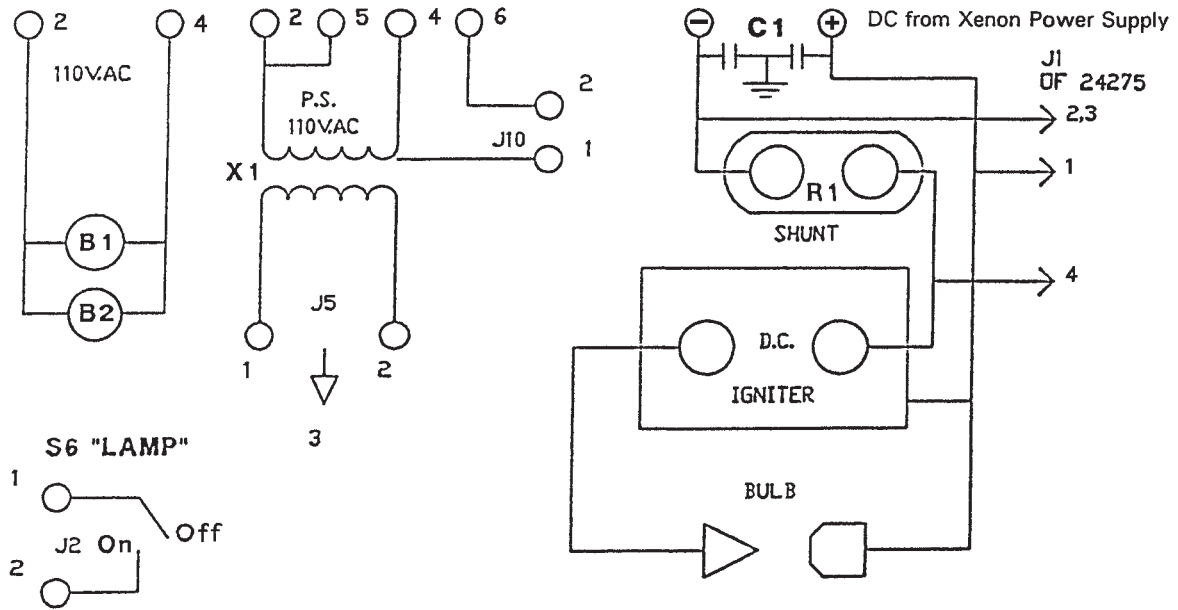 2
4
2
5
4
6
−
C1
+
DC from Xenon Power Supply
110V.AC
J1
OF 24275
2
P.S.
110V.AC
2,3
J10
1
X1
1
R1
SHUNT
B1
4
J5
B2
D.C.
1
2
IGNITER
3
S6 "LAMP"
1
BULB
Off
J2 On
2